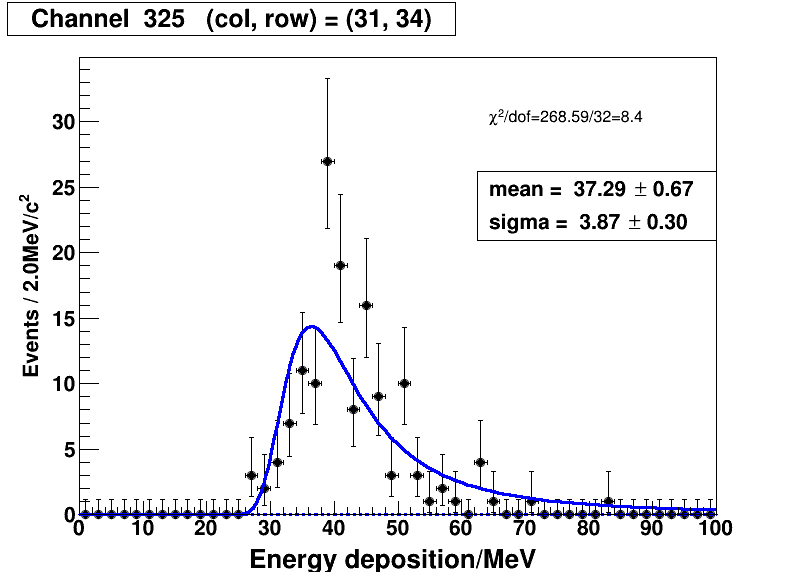 Channel 325 (col, row) = (31, 34)
χ²/dof=268.59/32=8.4
mean = 37.29 ± 0.67
sigma = 3.87 ± 0.30
Events / 2.0MeV/c²
30
25
20
15
10
5
0
0 10 20 30 40 50 60 70 80 90 100
Energy deposition/MeV